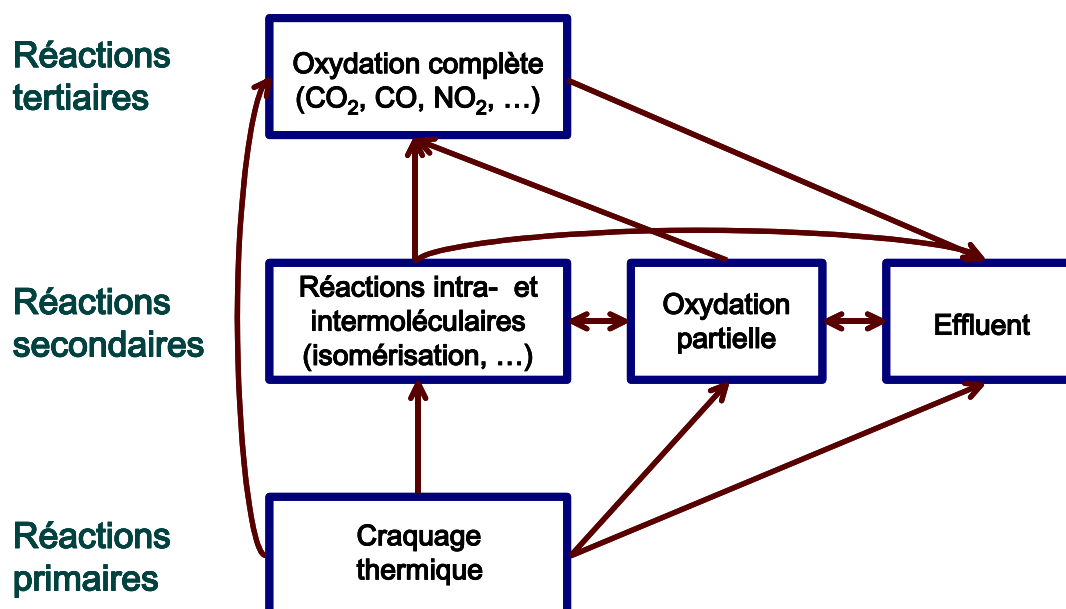 Réactions
tertiaires
Oxydation complète
(CO₂, CO, NO₂, …)
Réactions
secondaires
Réactions intra- et
intermoléculaires
(isomérisation, …)
Oxydation
partielle
Effluent
Réactions
primaires
Craquage
thermique